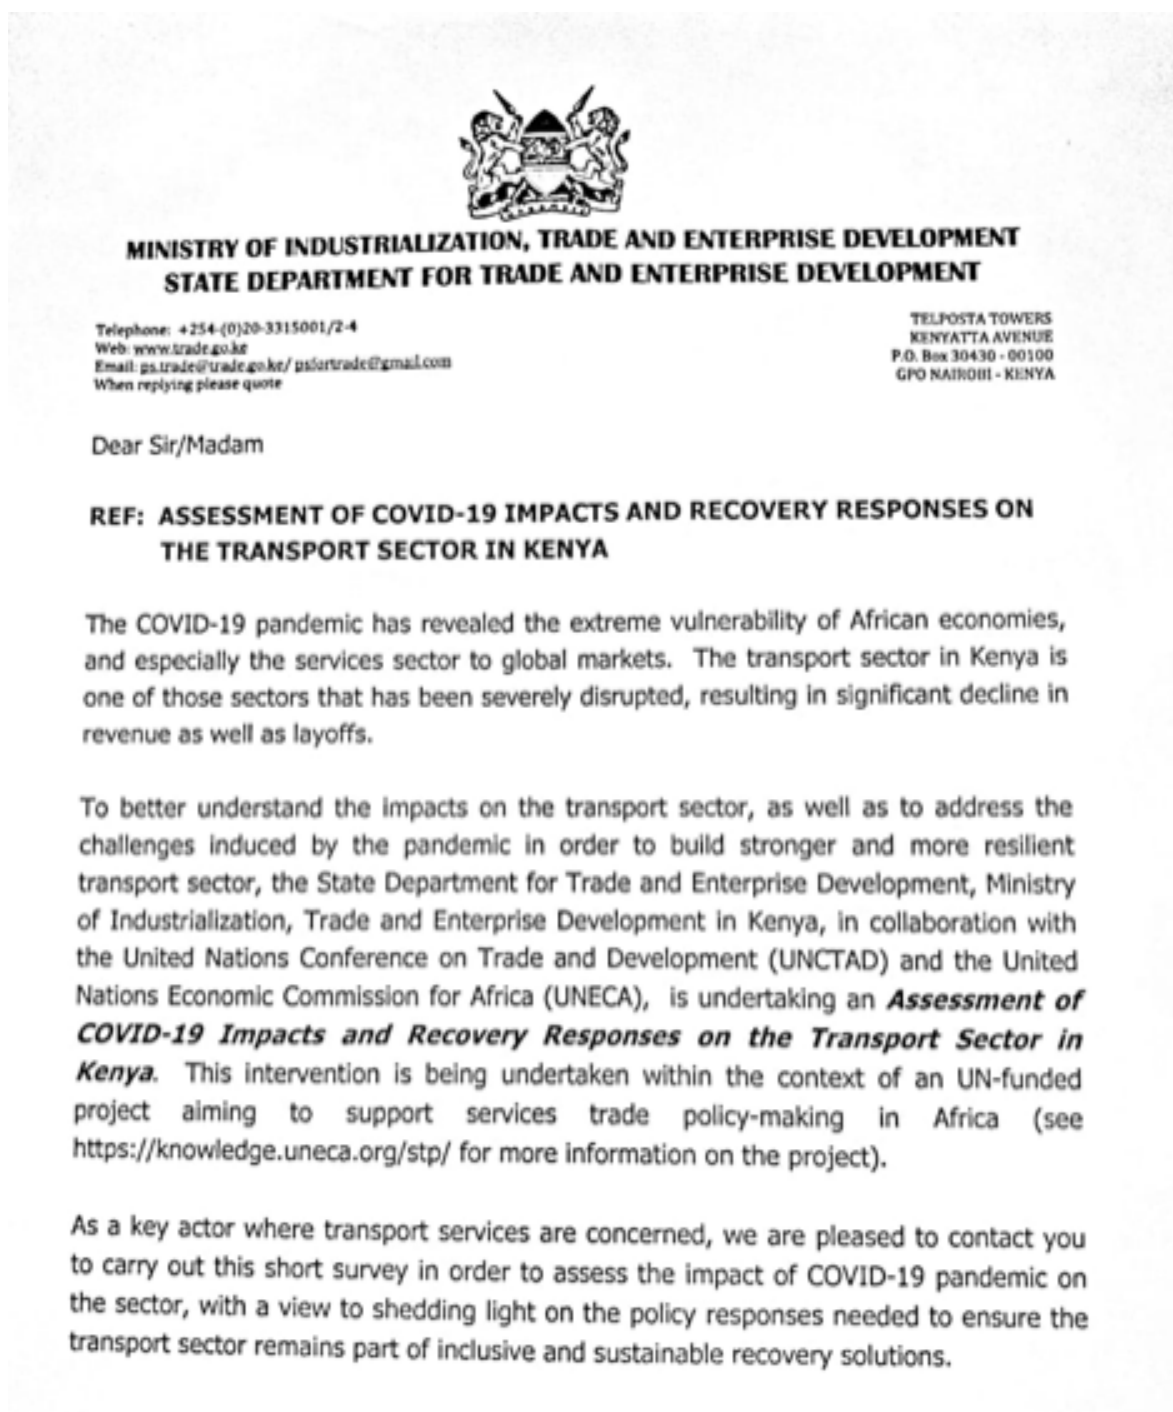 MINISTRY OF INDUSTRIALIZATION, TRADE AND ENTERPRISE DEVELOPMENT
STATE DEPARTMENT FOR TRADE AND ENTERPRISE DEVELOPMENT
Telephone: +254-(0)20-3315001/2-4
Web: www.trade.go.ke
Email: ps.trade@trade.go.ke/ psfortrade@gmail.com
When replying please quote
TELPOSTA TOWERS
KENYATTA AVENUE
P.O. Box 30430 - 00100
GPO NAIROBI - KENYA
Dear Sir/Madam
REF: ASSESSMENT OF COVID-19 IMPACTS AND RECOVERY RESPONSES ON
THE TRANSPORT SECTOR IN KENYA
The COVID-19 pandemic has revealed the extreme vulnerability of African economies,
and especially the services sector to global markets. The transport sector in Kenya is
one of those sectors that has been severely disrupted, resulting in significant decline in
revenue as well as layoffs.
To better understand the impacts on the transport sector, as well as to address the
challenges induced by the pandemic in order to build stronger and more resilient
transport sector, the State Department for Trade and Enterprise Development, Ministry
of Industrialization, Trade and Enterprise Development in Kenya, in collaboration with
the United Nations Conference on Trade and Development (UNCTAD) and the United
Nations Economic Commission for Africa (UNECA), is undertaking an Assessment of
COVID-19 Impacts and Recovery Responses on the Transport Sector in
Kenya. This intervention is being undertaken within the context of an UN-funded
project aiming to support services trade policy-making in Africa (see
https://knowledge.uneca.org/stp/ for more information on the project).
As a key actor where transport services are concerned, we are pleased to contact you
to carry out this short survey in order to assess the impact of COVID-19 pandemic on
the sector, with a view to shedding light on the policy responses needed to ensure the
transport sector remains part of inclusive and sustainable recovery solutions.